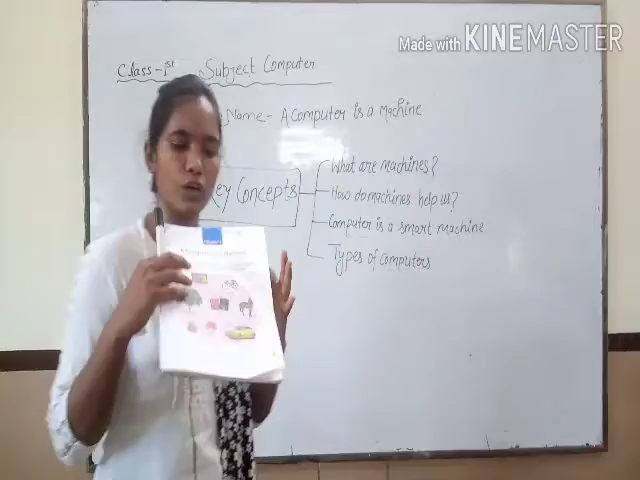 Made with KINEMASTER
Class-1st Subject Computer
Name- A Computer is a Machine
Key Concepts
What are machines?
How do machines help us?
Computer is a smart machine
Types of computers